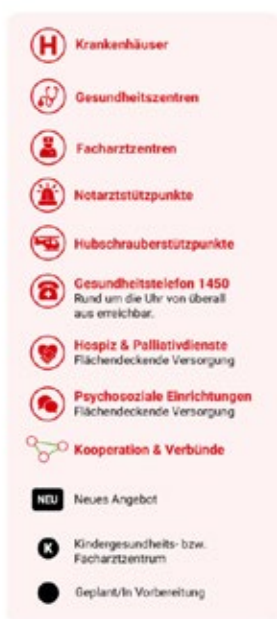 H Krankenhäuser
Gesundheitszentren
Facharztzentren
Notarztstützpunkte
Hubschrauberstützpunkte
Gesundheitstelefon 1450
Rund um die Uhr von überall
aus erreichbar.
Hospiz & Palliativdienste
Flächendeckende Versorgung
Psychosoziale Einrichtungen
Flächendeckende Versorgung
Kooperation & Verbünde
NEU Neues Angebot
K Kindergesundheits- bzw.
Facharztzentrum
Geplant/In Vorbereitung